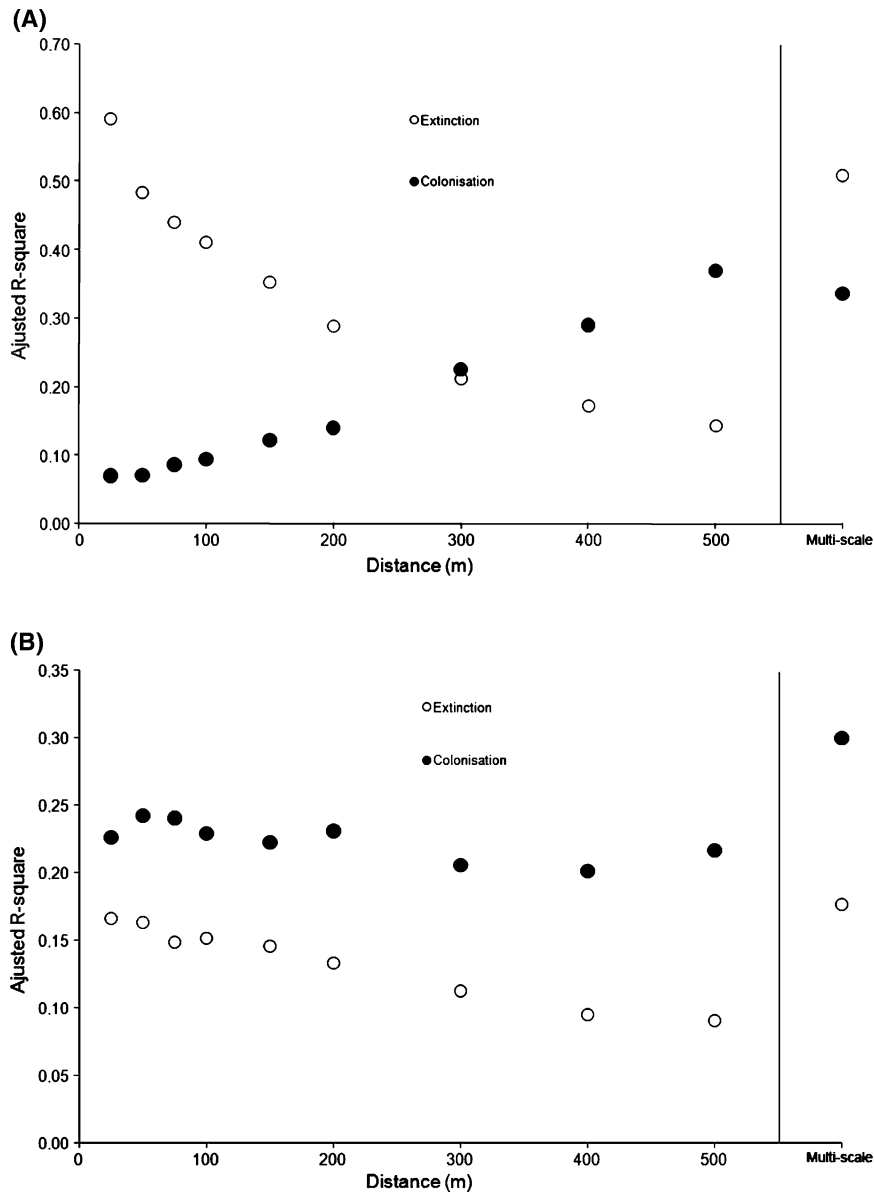 (A)
0.70
0.60
0.50
0.40
0.30
0.20
0.10
0.00
Ajusted R-square
Extinction
Colonisation
0 100 200 300 400 500 Multi-scale
Distance (m)
(B)
0.35
0.30
0.25
0.20
0.15
0.10
0.05
0.00
Ajusted R-square
Extinction
Colonisation
0 100 200 300 400 500 Multi-scale
Distance (m)